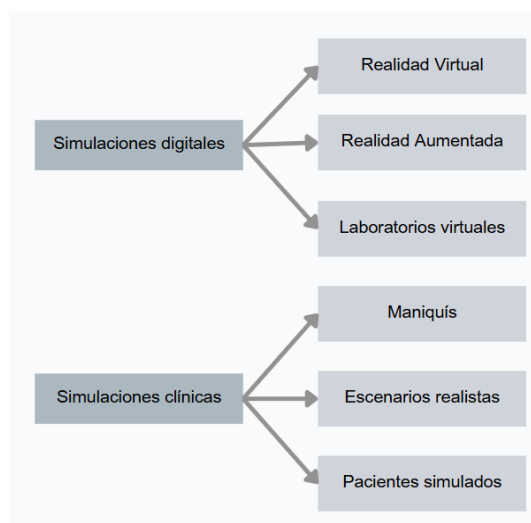 Simulaciones digitales
Realidad Virtual
Realidad Aumentada
Laboratorios virtuales
Simulaciones clínicas
Maniquís
Escenarios realistas
Pacientes simulados